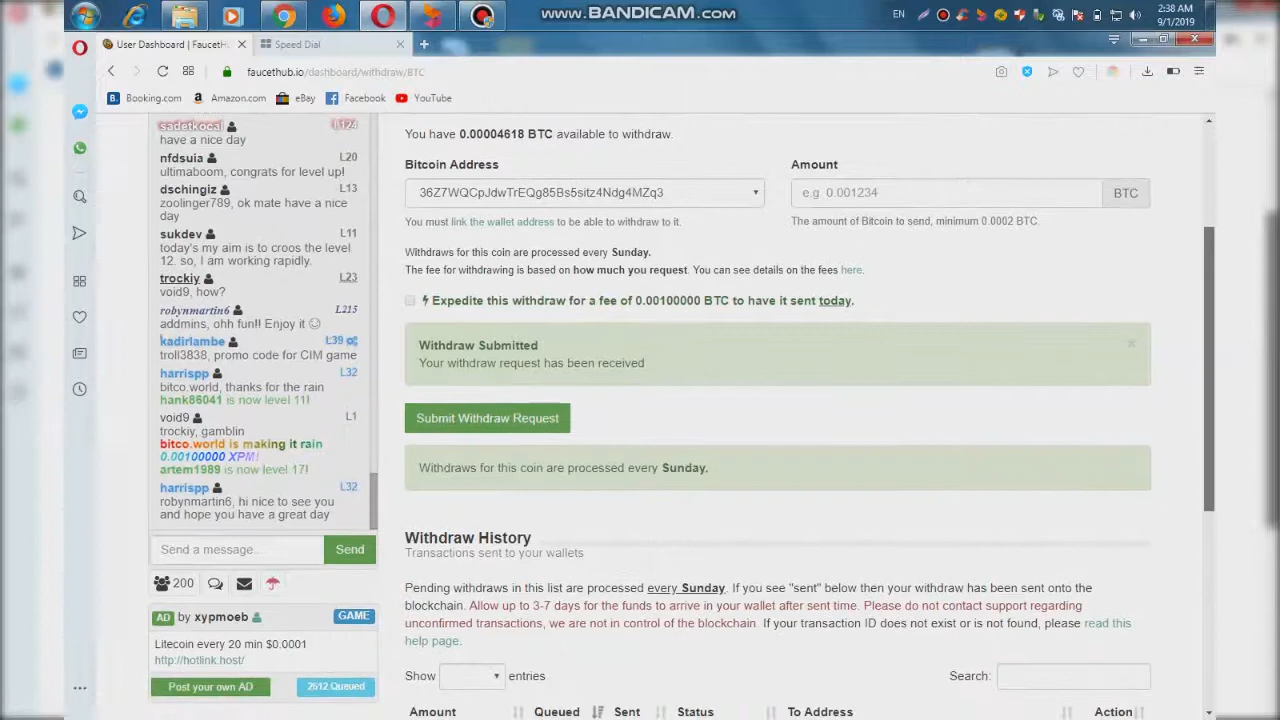 www.BANDICAM.com
EN
2:38 AM
9/1/2019
User Dashboard | FaucetH
Speed Dial
faucethub.io/dashboard/withdraw/BTC
Booking.com
Amazon.com
eBay
Facebook
YouTube
sadetkocal L124
have a nice day
nfdsuia L20
ultimaboom, congrats for level up!
dschingiz L13
zoolinger789, ok mate have a nice
day
sukdev L11
today's my aim is to croos the level
12. so, I am working rapidly.
trockiy L23
void9, how?
robynmartin6 L215
addmins, ohh fun!! Enjoy it
kadirlambe L39
troll3838, promo code for CIM game
harrispp L32
bitco.world, thanks for the rain
hank86041 is now level 11!
void9 L1
trockiy, gamblin
bitco.world is making it rain
0.00100000 XPM!
artem1989 is now level 17!
harrispp L32
robynmartin6, hi nice to see you
and hope you have a great day
Send a message...
Send
200
AD by xypmoeb GAME
Litecoin every 20 min $0.0001
http://hotlink.host/
Post your own AD
2612 Queued
You have 0.00004618 BTC available to withdraw.
Bitcoin Address
Amount
36Z7WQCpJdwTrEQg85Bs5sitz4Ndg4MZq3
e.g. 0.001234
BTC
You must link the wallet address to be able to withdraw to it.
The amount of Bitcoin to send, minimum 0.0002 BTC.
Withdraws for this coin are processed every Sunday.
The fee for withdrawing is based on how much you request. You can see details on the fees here.
Expedite this withdraw for a fee of 0.00100000 BTC to have it sent today.
Withdraw Submitted
×
Your withdraw request has been received
Submit Withdraw Request
Withdraws for this coin are processed every Sunday.
Withdraw History
Transactions sent to your wallets
Pending withdraws in this list are processed every Sunday. If you see "sent" below then your withdraw has been sent onto the
blockchain. Allow up to 3-7 days for the funds to arrive in your wallet after sent time. Please do not contact support regarding
unconfirmed transactions, we are not in control of the blockchain. If your transaction ID does not exist or is not found, please read this
help page.
Show entries
Search:
Amount Queued Sent Status To Address Action